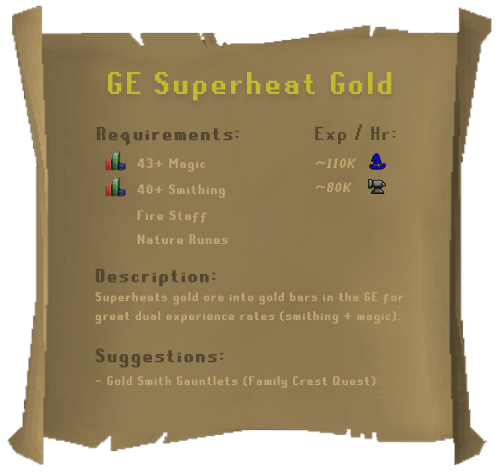 GE Superheat Gold
Requirements: Exp / Hr:
43+ Magic ~110K
40+ Smithing ~80K
Fire Staff
Nature Runes
Description:
Superheats gold ore into gold bars in the GE for
great dual experience rates (smithing + magic).
Suggestions:
- Gold Smith Gauntlets (Family Crest Quest)